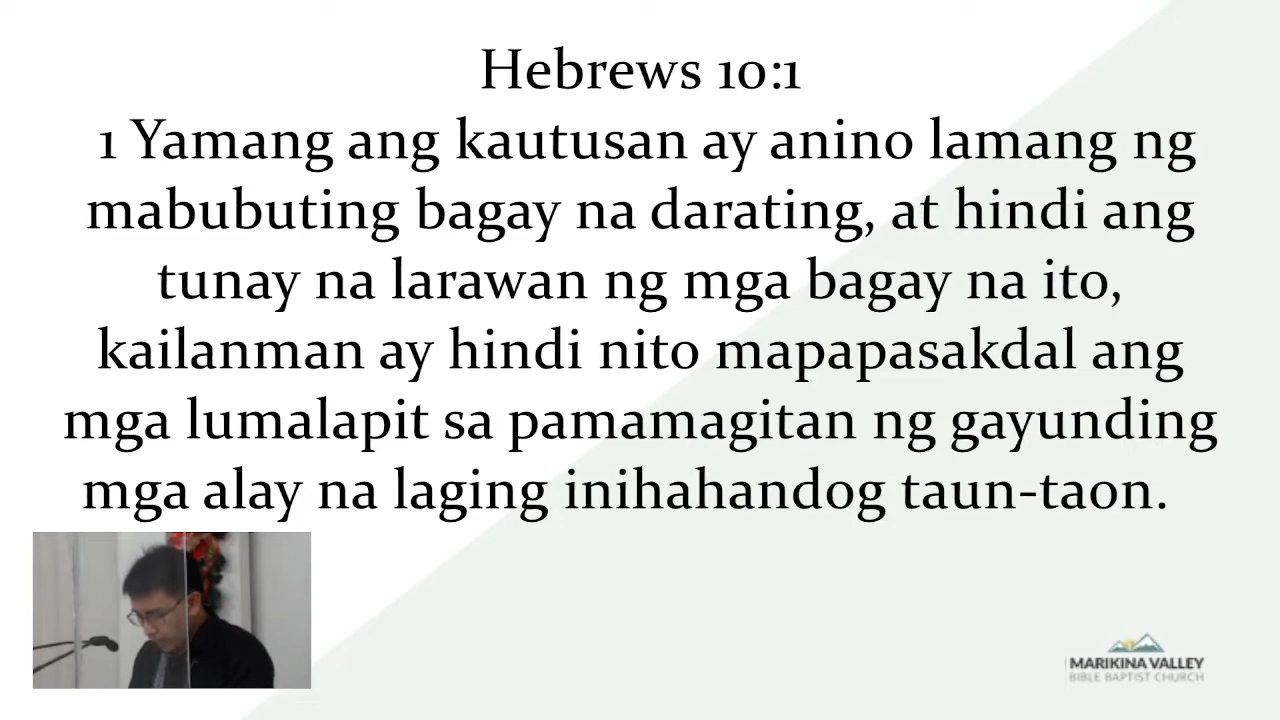 Hebrews 10:1
1 Yamang ang kautusan ay anino lamang ng
mabubuting bagay na darating, at hindi ang
tunay na larawan ng mga bagay na ito,
kailanman ay hindi nito mapapasakdal ang
mga lumalapit sa pamamagitan ng gayunding
mga alay na laging inihahandog taun-taon.
MARIKINA VALLEY
BIBLE BAPTIST CHURCH